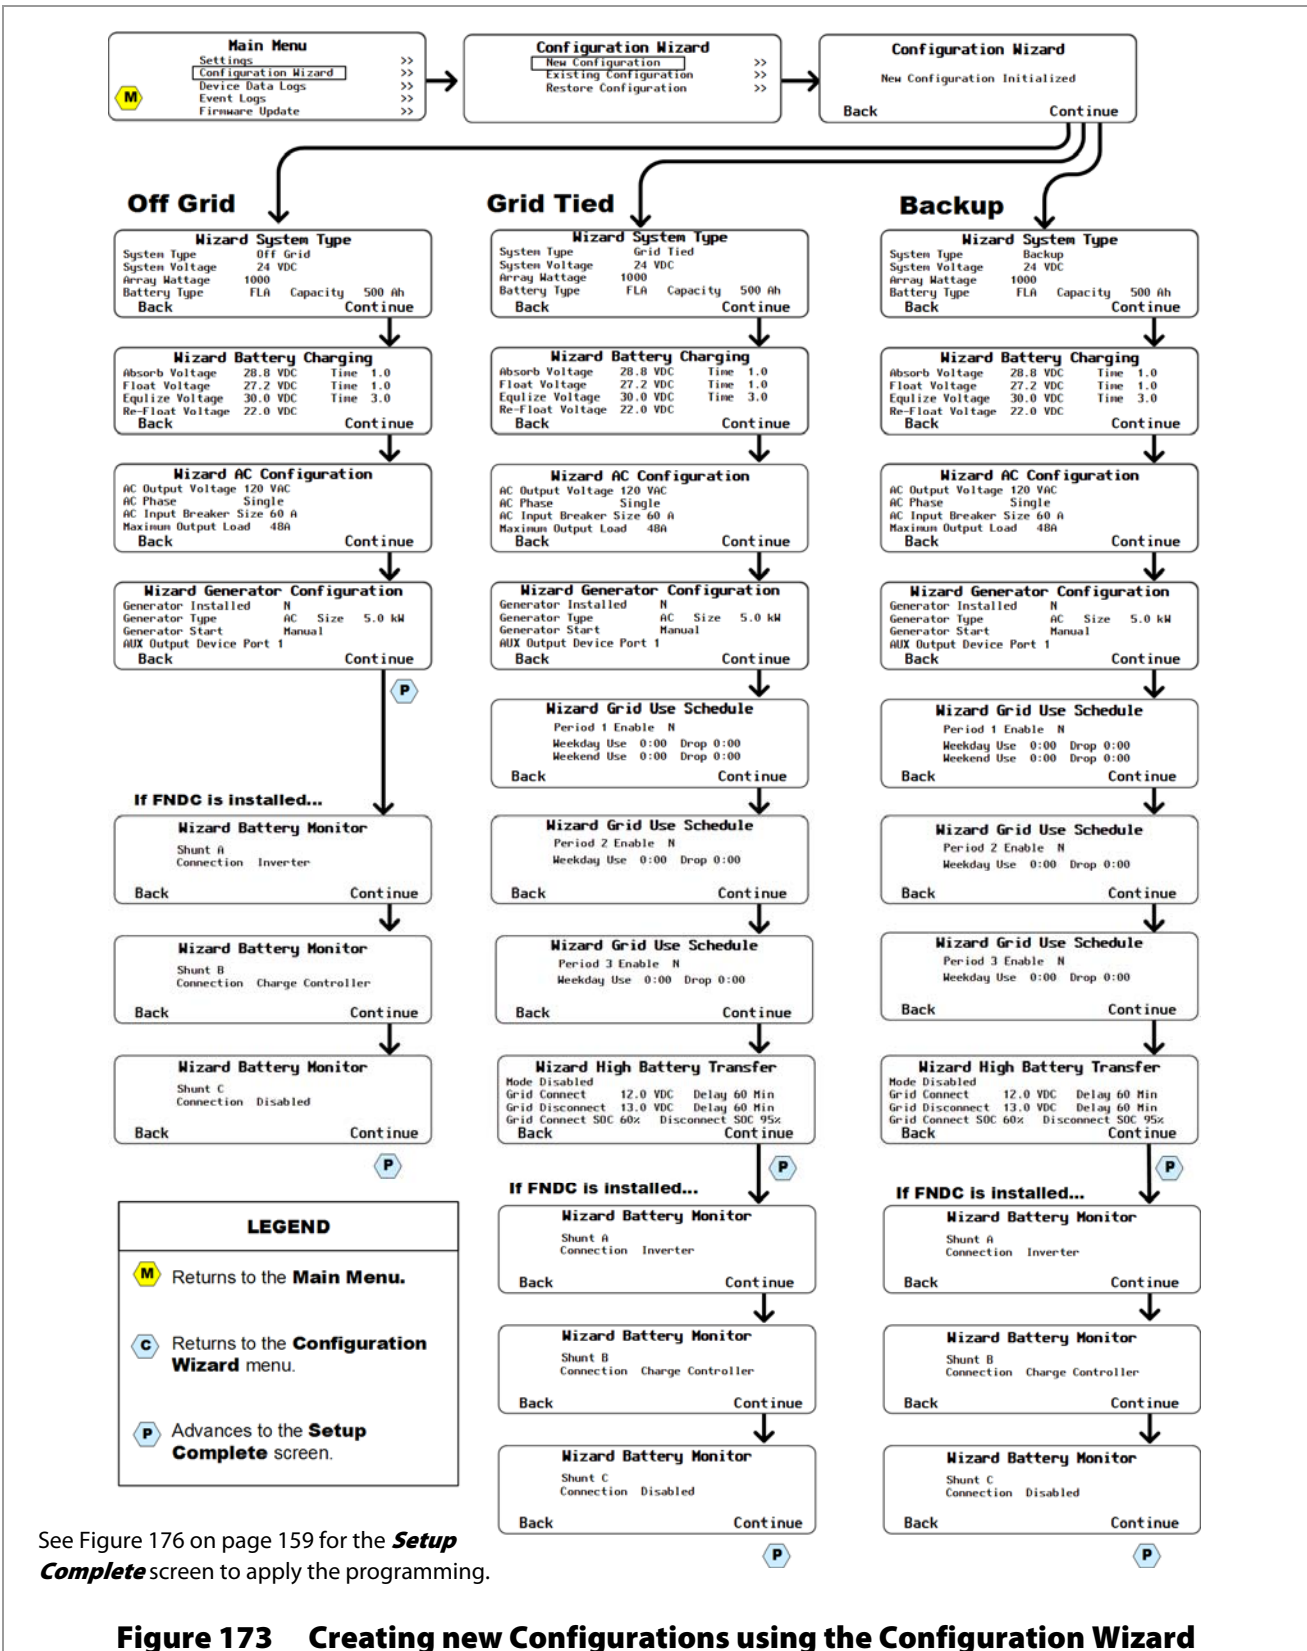 Main Menu
Settings >>
Configuration Wizard >>
Device Data Logs >>
Event Logs >>
Firmware Update >>
M
Configuration Wizard
New Configuration >>
Existing Configuration >>
Restore Configuration >>
Configuration Wizard
New Configuration Initialized
Back Continue
Off Grid
Wizard System Type
System Type Off Grid
System Voltage 24 VDC
Array Wattage 1000
Battery Type FLA Capacity 500 Ah
Back Continue
Wizard Battery Charging
Absorb Voltage 28.8 VDC Time 1.0
Float Voltage 27.2 VDC Time 1.0
Equlize Voltage 30.0 VDC Time 3.0
Re-Float Voltage 22.0 VDC
Back Continue
Wizard AC Configuration
AC Output Voltage 120 VAC
AC Phase Single
AC Input Breaker Size 60 A
Maximum Output Load 48A
Back Continue
Wizard Generator Configuration
Generator Installed N
Generator Type AC Size 5.0 kW
Generator Start Manual
AUX Output Device Port 1
Back Continue
P
If FNDC is installed...
Wizard Battery Monitor
Shunt A
Connection Inverter
Back Continue
Wizard Battery Monitor
Shunt B
Connection Charge Controller
Back Continue
Wizard Battery Monitor
Shunt C
Connection Disabled
Back Continue
P
Grid Tied
Wizard System Type
System Type Grid Tied
System Voltage 24 VDC
Array Wattage 1000
Battery Type FLA Capacity 500 Ah
Back Continue
Wizard Battery Charging
Absorb Voltage 28.8 VDC Time 1.0
Float Voltage 27.2 VDC Time 1.0
Equlize Voltage 30.0 VDC Time 3.0
Re-Float Voltage 22.0 VDC
Back Continue
Wizard AC Configuration
AC Output Voltage 120 VAC
AC Phase Single
AC Input Breaker Size 60 A
Maximum Output Load 48A
Back Continue
Wizard Generator Configuration
Generator Installed N
Generator Type AC Size 5.0 kW
Generator Start Manual
AUX Output Device Port 1
Back Continue
Wizard Grid Use Schedule
Period 1 Enable N
Weekday Use 0:00 Drop 0:00
Weekend Use 0:00 Drop 0:00
Back Continue
Wizard Grid Use Schedule
Period 2 Enable N
Weekday Use 0:00 Drop 0:00
Back Continue
Wizard Grid Use Schedule
Period 3 Enable N
Weekday Use 0:00 Drop 0:00
Back Continue
Wizard High Battery Transfer
Mode Disabled
Grid Connect 12.0 VDC Delay 60 Min
Grid Disconnect 13.0 VDC Delay 60 Min
Grid Connect SOC 60% Disconnect SOC 95%
Back Continue
P
If FNDC is installed...
Wizard Battery Monitor
Shunt A
Connection Inverter
Back Continue
Wizard Battery Monitor
Shunt B
Connection Charge Controller
Back Continue
Wizard Battery Monitor
Shunt C
Connection Disabled
Back Continue
P
Backup
Wizard System Type
System Type Backup
System Voltage 24 VDC
Array Wattage 1000
Battery Type FLA Capacity 500 Ah
Back Continue
Wizard Battery Charging
Absorb Voltage 28.8 VDC Time 1.0
Float Voltage 27.2 VDC Time 1.0
Equlize Voltage 30.0 VDC Time 3.0
Re-Float Voltage 22.0 VDC
Back Continue
Wizard AC Configuration
AC Output Voltage 120 VAC
AC Phase Single
AC Input Breaker Size 60 A
Maximum Output Load 48A
Back Continue
Wizard Generator Configuration
Generator Installed N
Generator Type AC Size 5.0 kW
Generator Start Manual
AUX Output Device Port 1
Back Continue
Wizard Grid Use Schedule
Period 1 Enable N
Weekday Use 0:00 Drop 0:00
Weekend Use 0:00 Drop 0:00
Back Continue
Wizard Grid Use Schedule
Period 2 Enable N
Weekday Use 0:00 Drop 0:00
Back Continue
Wizard Grid Use Schedule
Period 3 Enable N
Weekday Use 0:00 Drop 0:00
Back Continue
Wizard High Battery Transfer
Mode Disabled
Grid Connect 12.0 VDC Delay 60 Min
Grid Disconnect 13.0 VDC Delay 60 Min
Grid Connect SOC 60% Disconnect SOC 95%
Back Continue
P
If FNDC is installed...
Wizard Battery Monitor
Shunt A
Connection Inverter
Back Continue
Wizard Battery Monitor
Shunt B
Connection Charge Controller
Back Continue
Wizard Battery Monitor
Shunt C
Connection Disabled
Back Continue
P
LEGEND
M Returns to the Main Menu.
C Returns to the Configuration
Wizard menu.
P Advances to the Setup
Complete screen.
See Figure 176 on page 159 for the Setup
Complete screen to apply the programming.
Figure 173 Creating new Configurations using the Configuration Wizard